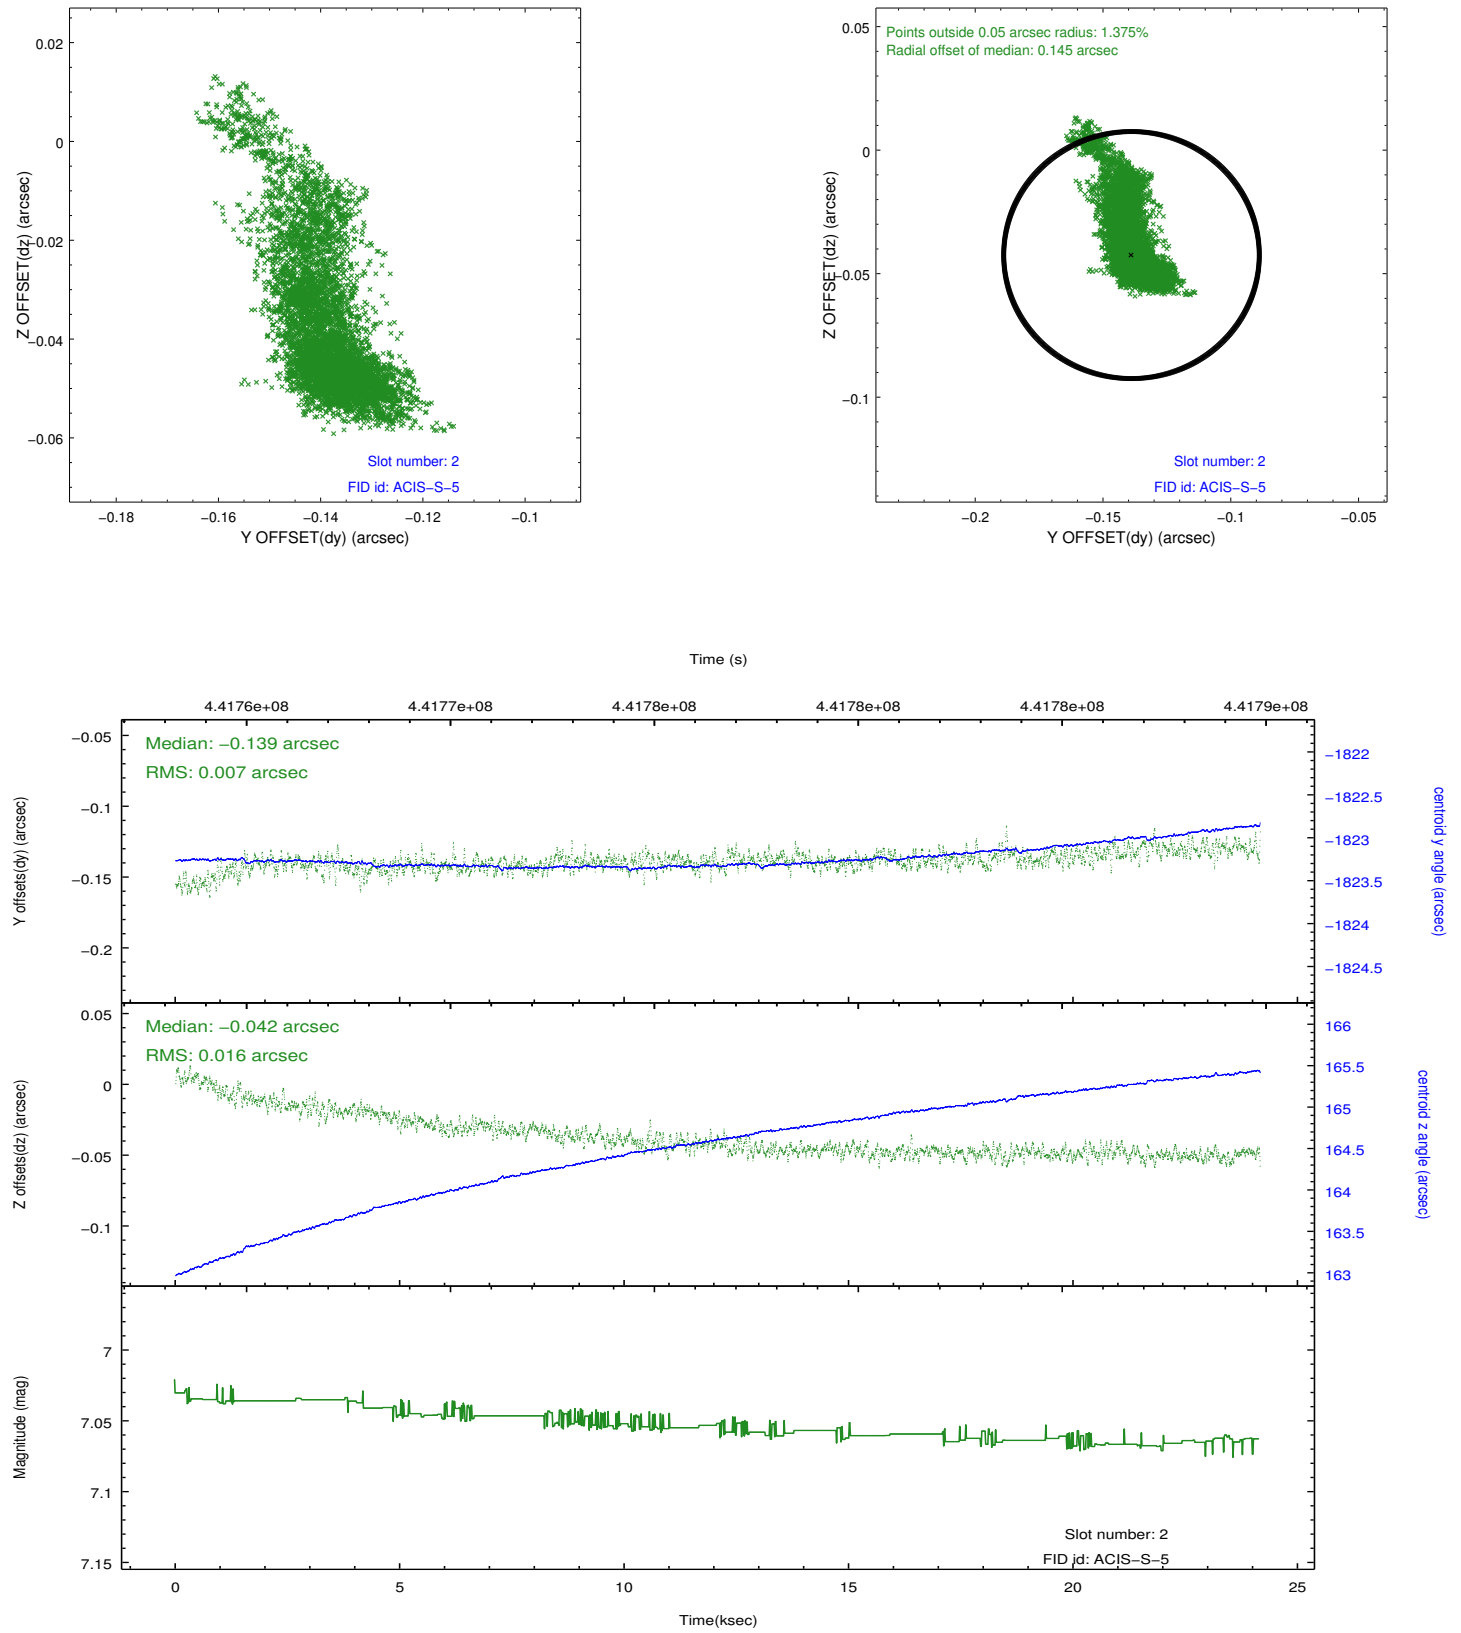 0.02
0
−0.02
−0.04
−0.06
Z OFFSET(dz) (arcsec)
Slot number: 2
FID id: ACIS−S−5
−0.18
−0.16
−0.14
−0.12
−0.1
Y OFFSET(dy) (arcsec)
Points outside 0.05 arcsec radius: 1.375%
Radial offset of median: 0.145 arcsec
0.05
0
−0.05
−0.1
Z OFFSET(dz) (arcsec)
Slot number: 2
FID id: ACIS−S−5
−0.2
−0.15
−0.1
−0.05
Y OFFSET(dy) (arcsec)
Time (s)
4.4176e+08
4.4177e+08
4.4178e+08
4.4178e+08
4.4178e+08
4.4179e+08
Median: −0.139 arcsec
RMS: 0.007 arcsec
−0.05
−0.1
−0.15
−0.2
Y offsets(dy) (arcsec)
−1822
−1822.5
−1823
−1823.5
−1824
−1824.5
centroid y angle (arcsec)
Median: −0.042 arcsec
RMS: 0.016 arcsec
0.05
0
−0.05
−0.1
Z offsets(dz) (arcsec)
166
165.5
165
164.5
164
163.5
163
centroid z angle (arcsec)
7
7.05
7.1
7.15
Magnitude (mag)
Slot number: 2
FID id: ACIS−S−5
0
5
10
15
20
25
Time(ksec)